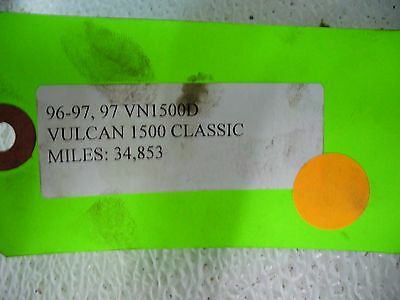 96-97, 97 VN1500D
VULCAN 1500 CLASSIC
MILES: 34,853